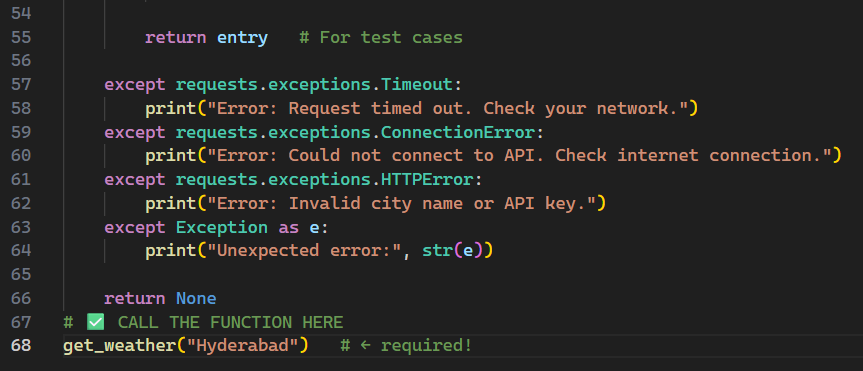 54
55 return entry # For test cases
56
57 except requests.exceptions.Timeout:
58 print("Error: Request timed out. Check your network.")
59 except requests.exceptions.ConnectionError:
60 print("Error: Could not connect to API. Check internet connection.")
61 except requests.exceptions.HTTPError:
62 print("Error: Invalid city name or API key.")
63 except Exception as e:
64 print("Unexpected error:", str(e))
65
66 return None
67 # ✅ CALL THE FUNCTION HERE
68 get_weather("Hyderabad") # ← required!